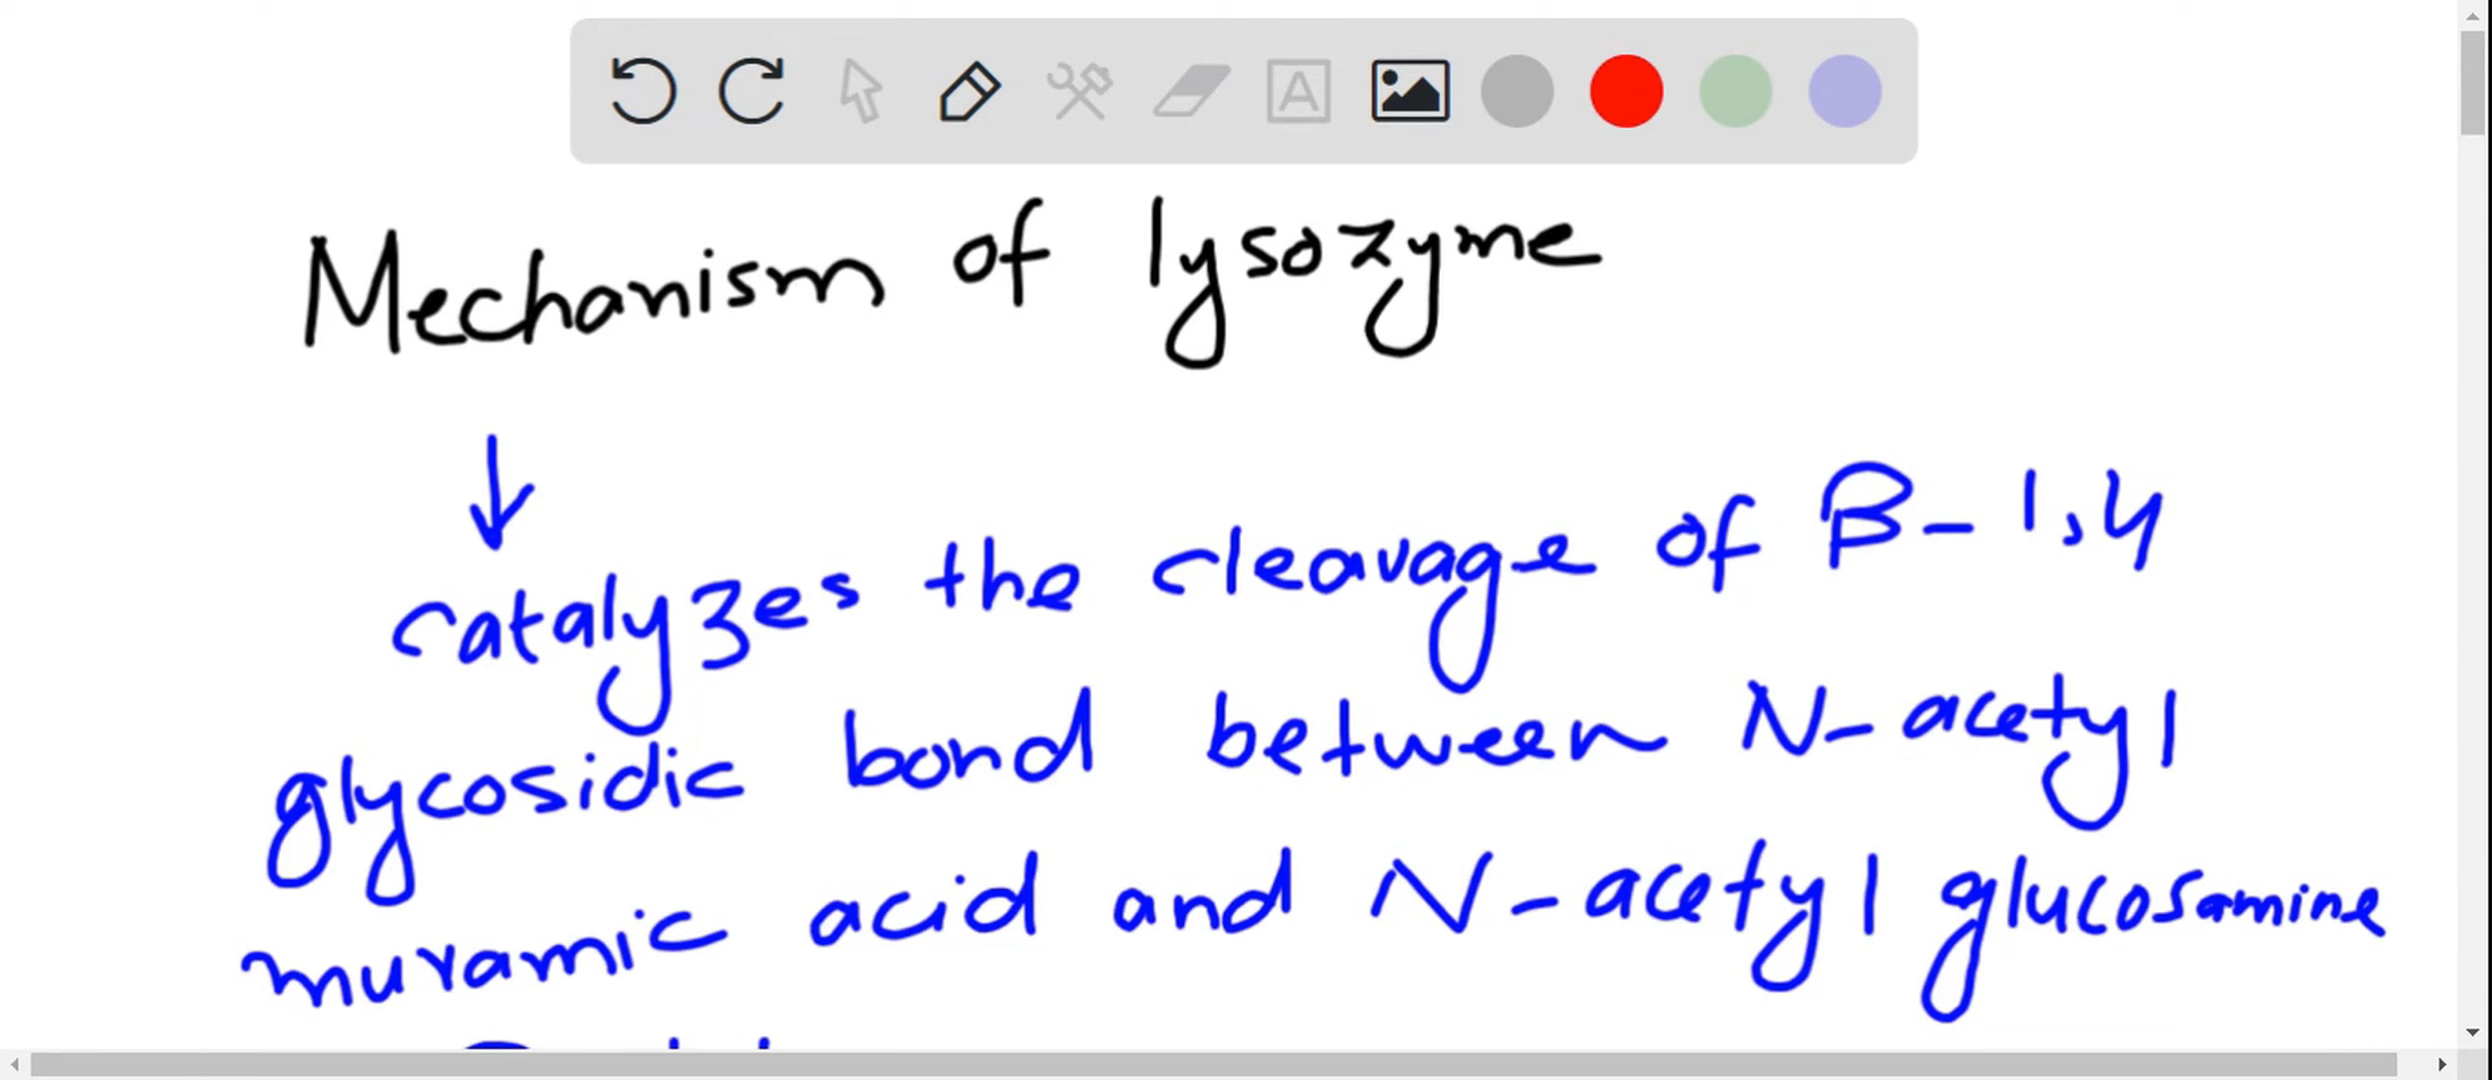 A
Mechanism of lysozyme
↓
catalyzes the cleavage of B-1,4
glycosidic bond between N-acetyl
muramic acid and N-acetyl glucosamine